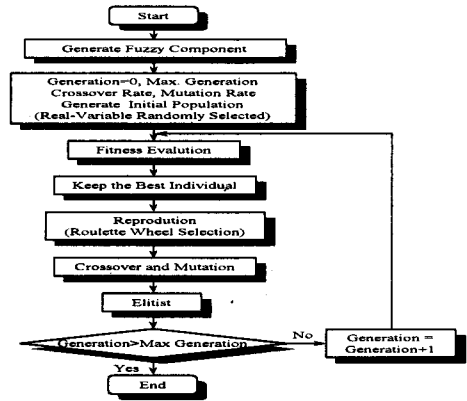 Start
Generate Fuzzy Component
Generation=0, Max. Generation
Crossover Rate, Mutation Rate
Generate Initial Population
(Real-Variable Randomly Selected)
Fitness Evalution
Keep the Best Individual
Reprodution
(Roulette Wheel Selection)
Crossover and Mutation
Elitist
Generation>Max Generation
No
Generation =
Generation+1
Yes
End